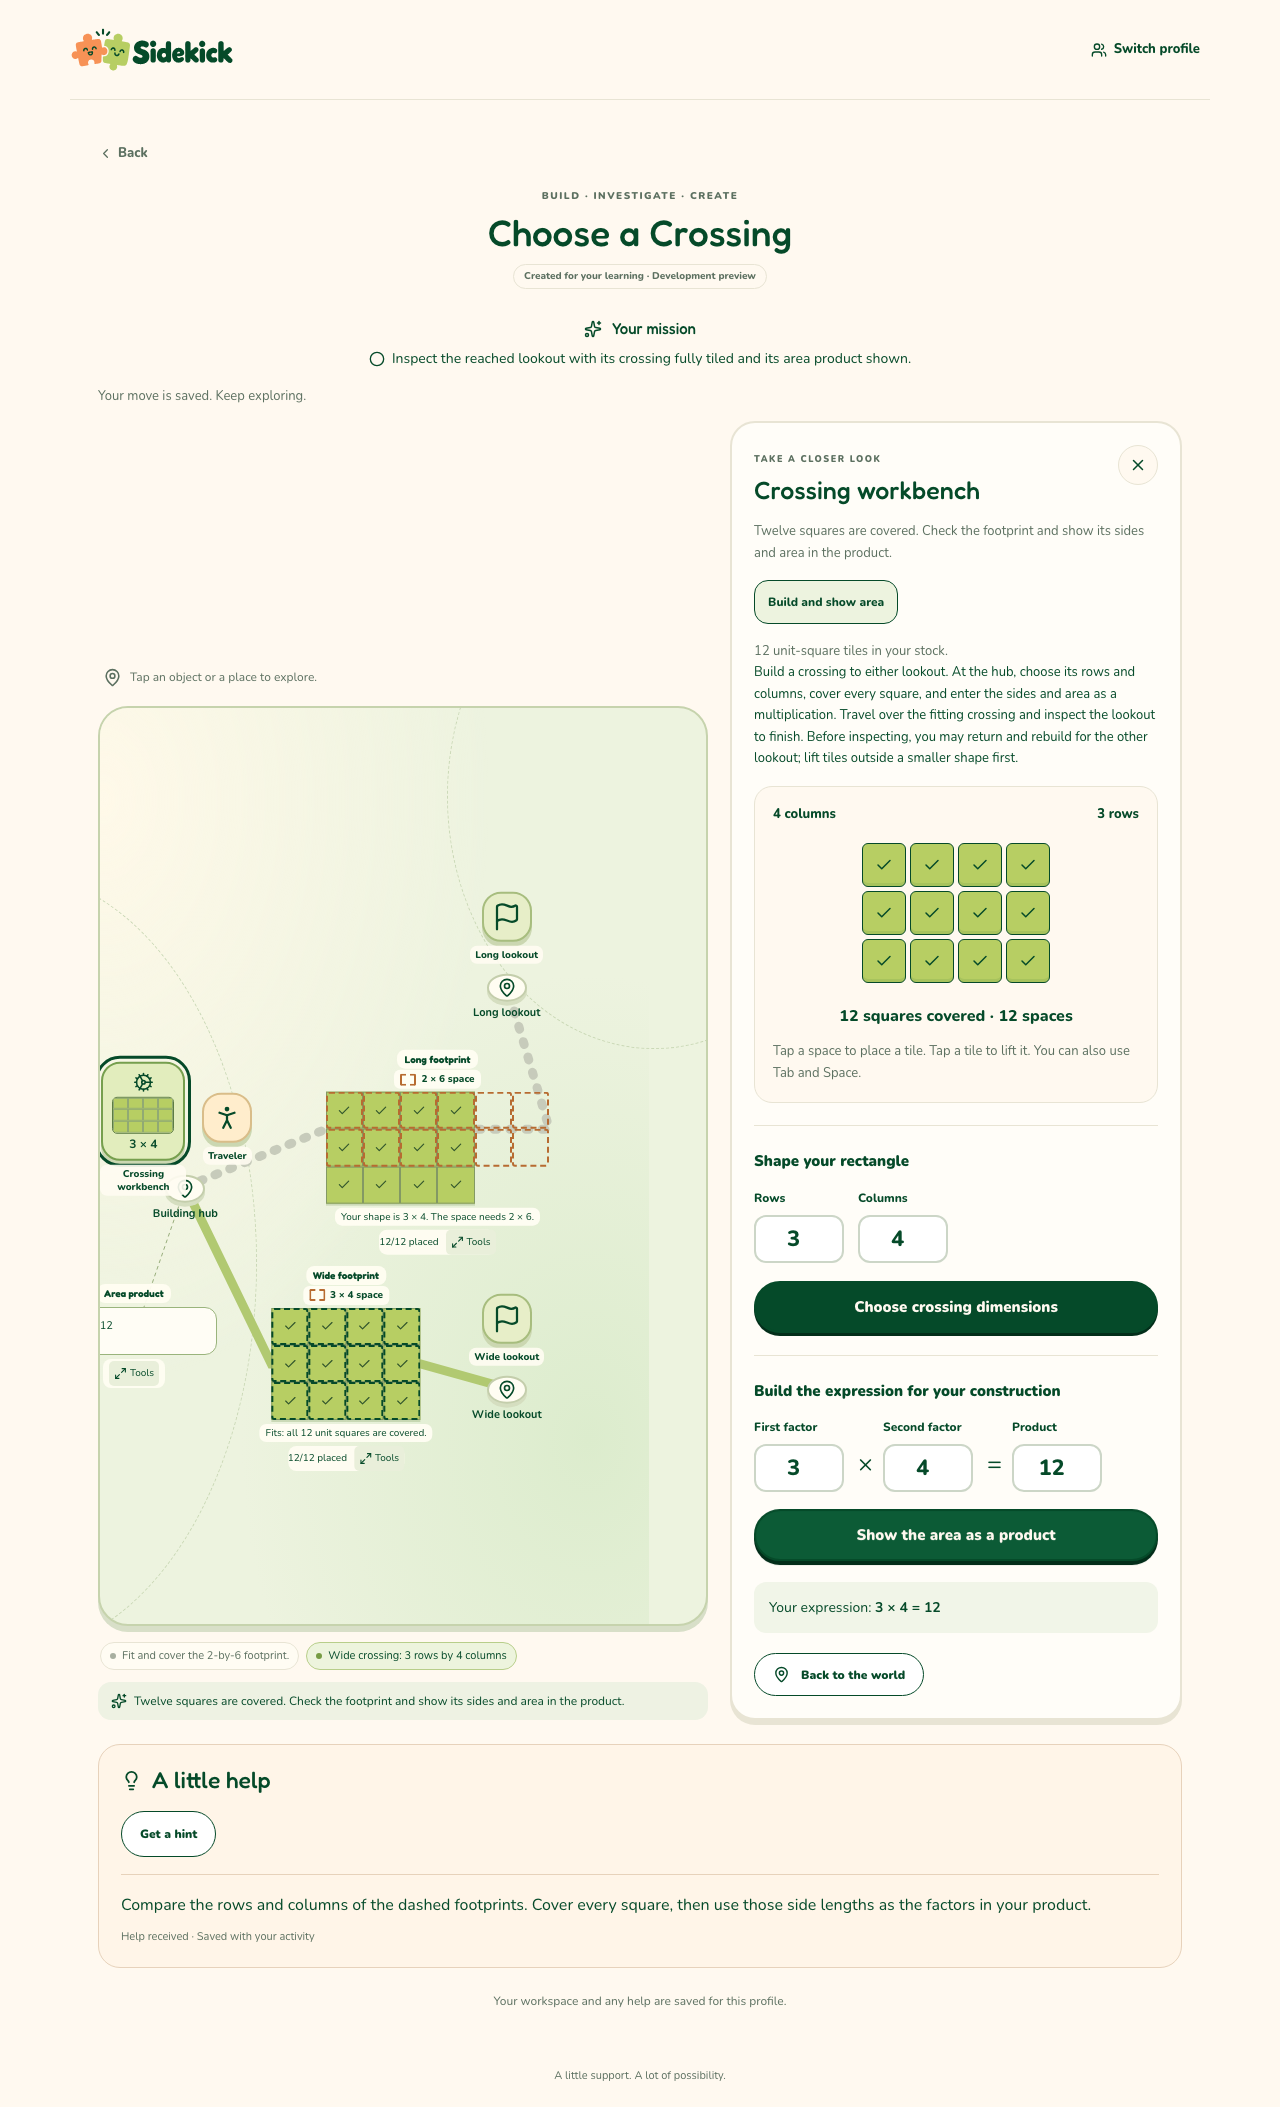 Sidekick
Switch profile
Back
BUILD · INVESTIGATE · CREATE
Choose a Crossing
Created for your learning · Development preview
Your mission
Inspect the reached lookout with its crossing fully tiled and its area product shown.
Your move is saved. Keep exploring.
Tap an object or a place to explore.
Long lookout
Long lookout
Long footprint
2 × 6 space
3 × 4
Traveler
Crossing
workbench
Building hub
Your shape is 3 × 4. The space needs 2 × 6.
12/12 placed
Tools
Area product
12
Tools
Wide footprint
3 × 4 space
Wide lookout
Wide lookout
Fits: all 12 unit squares are covered.
12/12 placed
Tools
Fit and cover the 2-by-6 footprint.
Wide crossing: 3 rows by 4 columns
Twelve squares are covered. Check the footprint and show its sides and area in the product.
TAKE A CLOSER LOOK
Crossing workbench
Twelve squares are covered. Check the footprint and show its sides
and area in the product.
Build and show area
12 unit-square tiles in your stock.
Build a crossing to either lookout. At the hub, choose its rows and
columns, cover every square, and enter the sides and area as a
multiplication. Travel over the fitting crossing and inspect the lookout
to finish. Before inspecting, you may return and rebuild for the other
lookout; lift tiles outside a smaller shape first.
4 columns
3 rows
12 squares covered · 12 spaces
Tap a space to place a tile. Tap a tile to lift it. You can also use
Tab and Space.
Shape your rectangle
Rows
Columns
3
4
Choose crossing dimensions
Build the expression for your construction
First factor
Second factor
Product
3 × 4 = 12
Show the area as a product
Your expression: 3 × 4 = 12
Back to the world
A little help
Get a hint
Compare the rows and columns of the dashed footprints. Cover every square, then use those side lengths as the factors in your product.
Help received · Saved with your activity
Your workspace and any help are saved for this profile.
A little support. A lot of possibility.